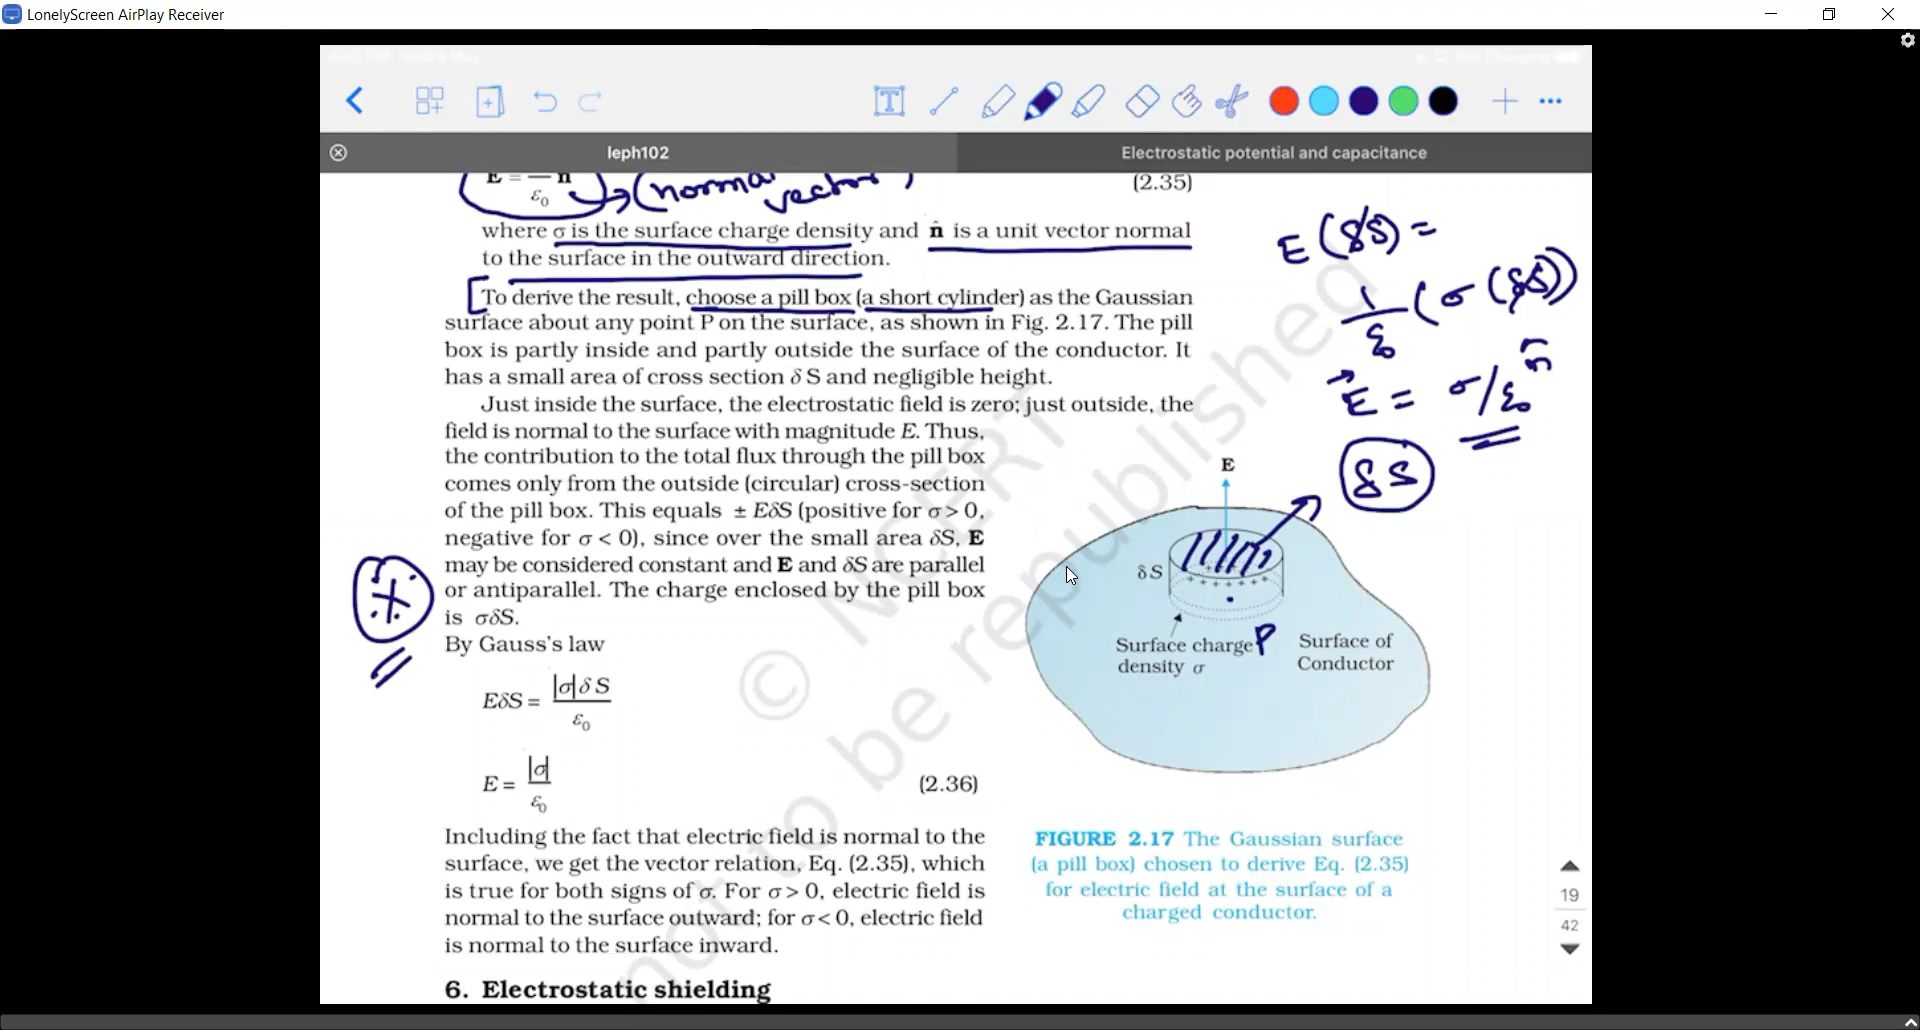 LonelyScreen AirPlay Receiver
leph102
Electrostatic potential and capacitance
E = — n
ε0
(normal
vector)
(2.35)
where σ is the surface charge density and n̂ is a unit vector normal
to the surface in the outward direction.
To derive the result, choose a pill box (a short cylinder) as the Gaussian
surface about any point P on the surface, as shown in Fig. 2.17. The pill
box is partly inside and partly outside the surface of the conductor. It
has a small area of cross section δ S and negligible height.
Just inside the surface, the electrostatic field is zero; just outside, the
field is normal to the surface with magnitude E. Thus,
the contribution to the total flux through the pill box
comes only from the outside (circular) cross-section
of the pill box. This equals ± EδS (positive for σ > 0,
negative for σ < 0), since over the small area δS, E
may be considered constant and E and δS are parallel
or antiparallel. The charge enclosed by the pill box
is σδS.
By Gauss's law
EδS = |σ|δ S
ε0
E = |σ|
ε0
(2.36)
Including the fact that electric field is normal to the
surface, we get the vector relation, Eq. (2.35), which
is true for both signs of σ. For σ > 0, electric field is
normal to the surface outward; for σ < 0, electric field
is normal to the surface inward.
6. Electrostatic shielding
E (δS) =
1/ε0 (σ (δS))
E⃗ = σ/ε0 n̂
δS
E
δS
P
Surface charge
density σ
Surface of
Conductor
FIGURE 2.17 The Gaussian surface
(a pill box) chosen to derive Eq. (2.35)
for electric field at the surface of a
charged conductor.
19
42
© NCERT
not to be republished